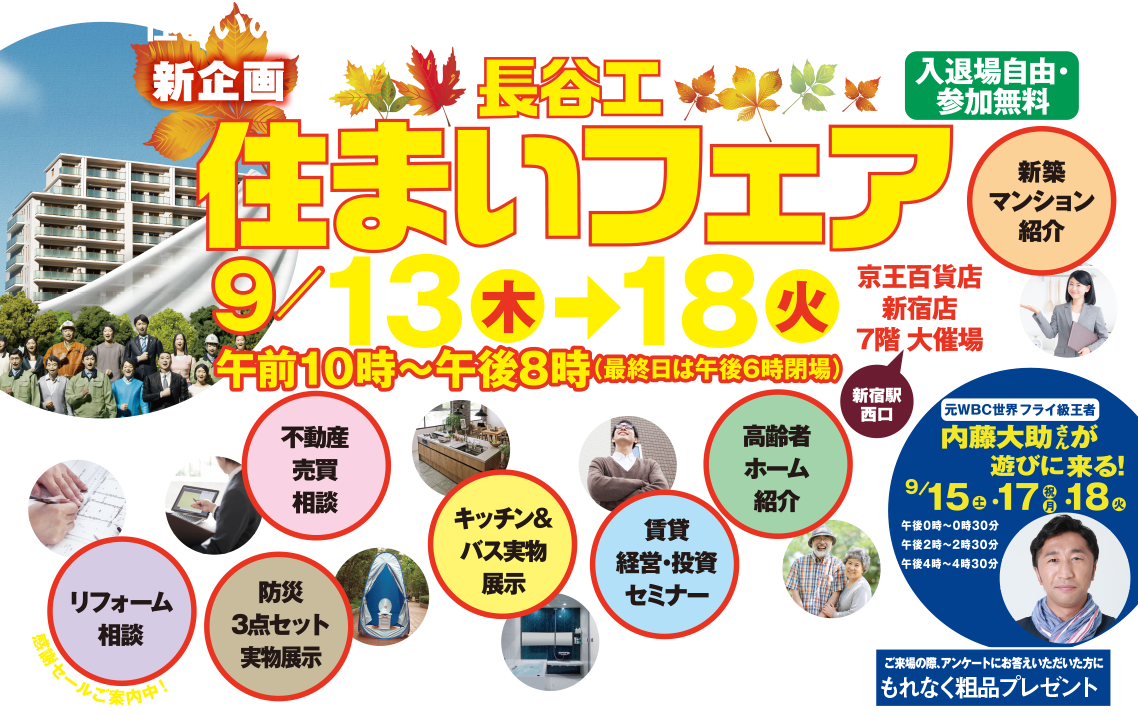 新企画
長谷工
住まいフェア
入退場自由・
参加無料
9/13木→18火
午前10時〜午後8時(最終日は午後6時閉場)
新築
マンション
紹介
京王百貨店
新宿店
7階 大催場
新宿駅
西口
不動産
売買
相談
キッチン&
バス実物
展示
賃貸
経営・投資
セミナー
高齢者
ホーム
紹介
リフォーム
相談
感謝セールご案内中!
防災
3点セット
実物展示
元WBC世界フライ級王者
内藤大助さんが
遊びに来る!
9/15土・17祝月・18火
午後0時〜0時30分
午後2時〜2時30分
午後4時〜4時30分
ご来場の際、アンケートにお答えいただいた方に
もれなく粗品プレゼント